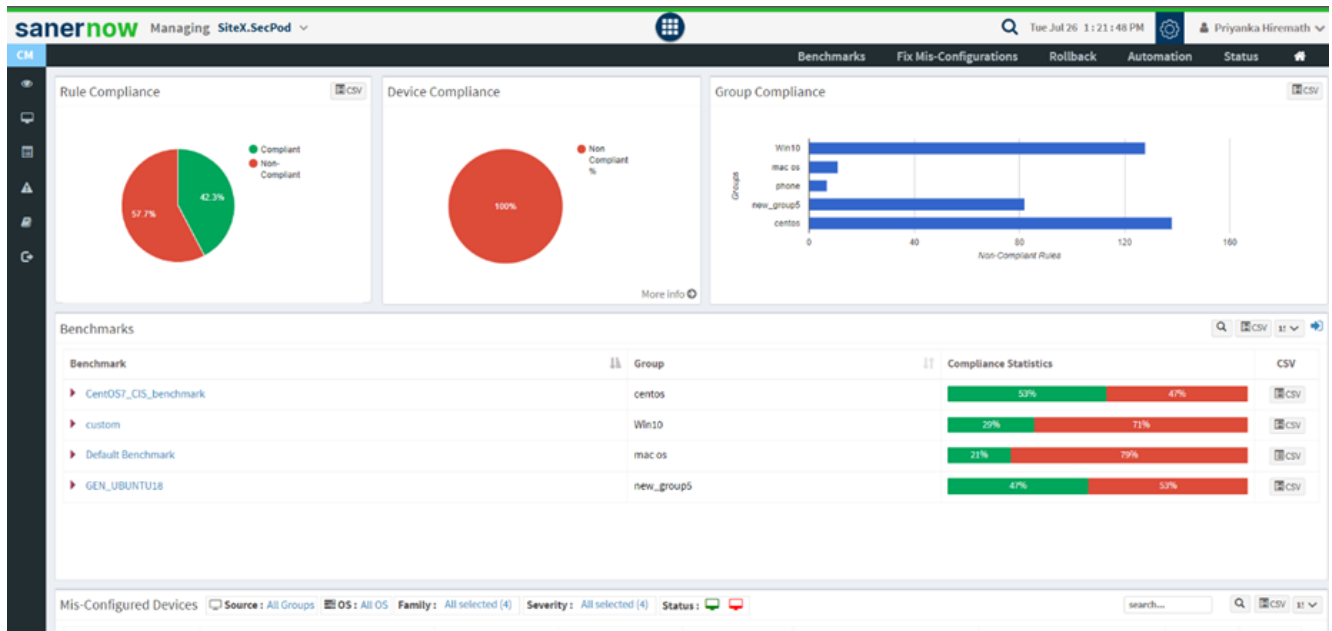 sanernow Managing SiteX.SecPod Tue Jul 26 1:21:48 PM Priyanka Hiremath
CM Benchmarks Fix Mis-Configurations Rollback Automation Status
Rule Compliance CSV
Compliant
Non-
Compliant
42.3%
57.7%
Device Compliance
Non
Compliant
%
100%
More info
Group Compliance CSV
Groups
Win10
mac os
phone
new_group5
centos
0 40 80 120 160
Non-Compliant Rules
Benchmarks CSV
Benchmark Group Compliance Statistics CSV
CentOS7_CIS_benchmark centos 53% 47% CSV
custom Win10 29% 71% CSV
Default Benchmark mac os 21% 79% CSV
GEN_UBUNTU18 new_group5 47% 53% CSV
Mis-Configured Devices Source : All Groups OS : All OS Family : All selected (4) Severity : All selected (4) Status : search... CSV